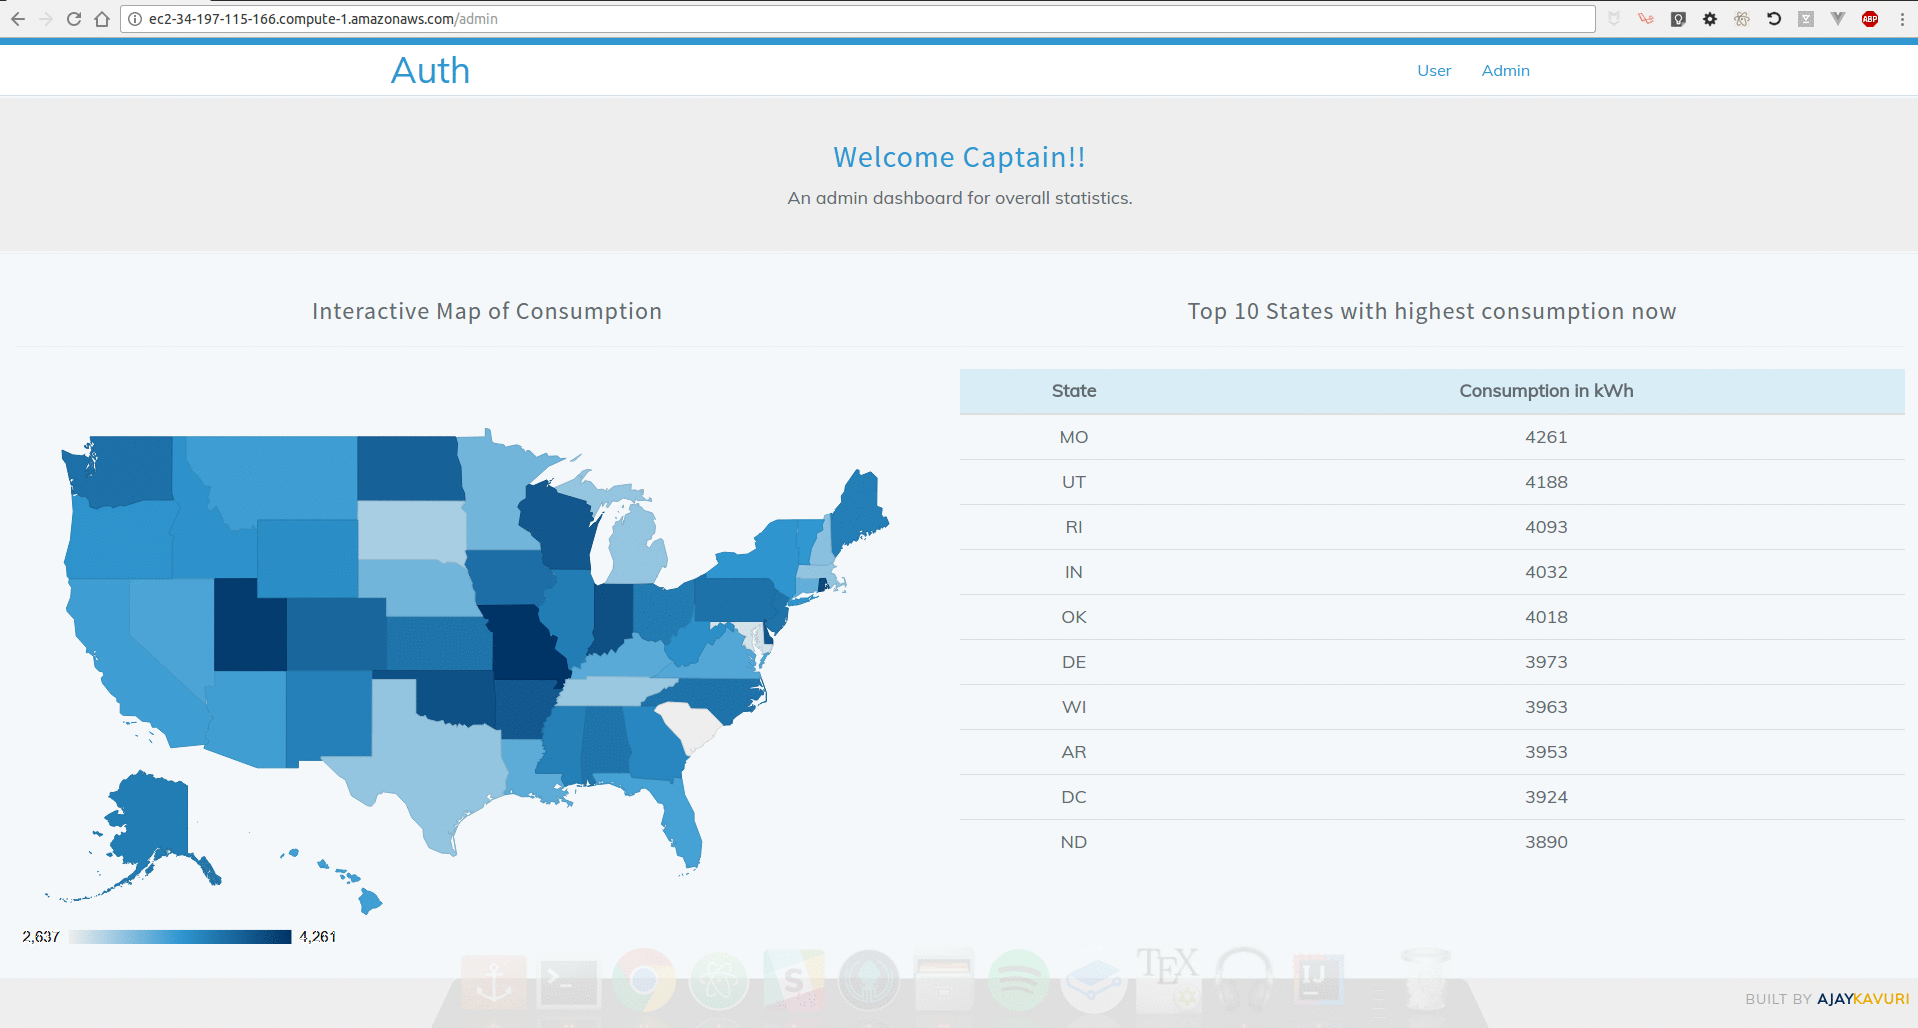 ec2-34-197-115-166.compute-1.amazonaws.com/admin
ABP
Auth
User Admin
Welcome Captain!!
An admin dashboard for overall statistics.
Interactive Map of Consumption
Top 10 States with highest consumption now
State Consumption in kWh
MO 4261
UT 4188
RI 4093
IN 4032
OK 4018
DE 3973
WI 3963
AR 3953
DC 3924
ND 3890
2,637 4,261
S
TEX
IJ
BUILT BY AJAYKAVURI